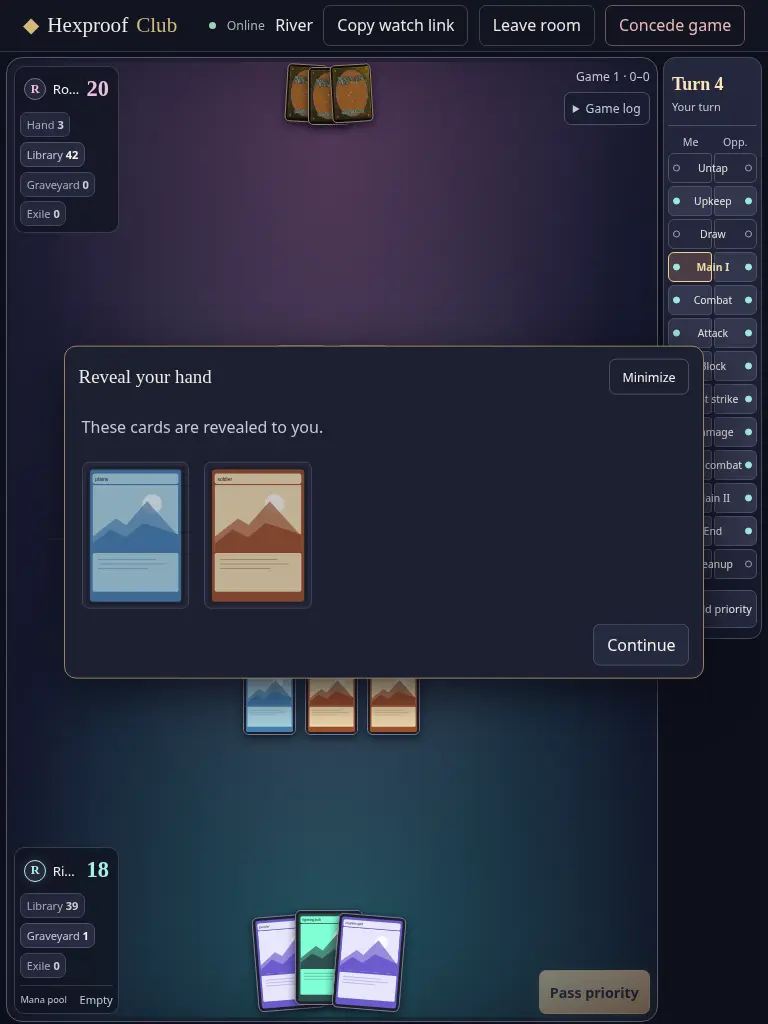 Hexproof Club
Online
River
Copy watch link
Leave room
Concede game
R Ro... 20
Hand 3
Library 42
Graveyard 0
Exile 0
Game 1 · 0–0
▶ Game log
Turn 4
Your turn
Me Opp.
Untap
Upkeep
Draw
Main I
Combat
Attack
Block
t strike
mage
combat
ain II
End
eanup
d priority
Reveal your hand
Minimize
These cards are revealed to you.
plains
soldier
Continue
R Ri... 18
Library 39
Graveyard 1
Exile 0
Mana pool Empty
Pass priority